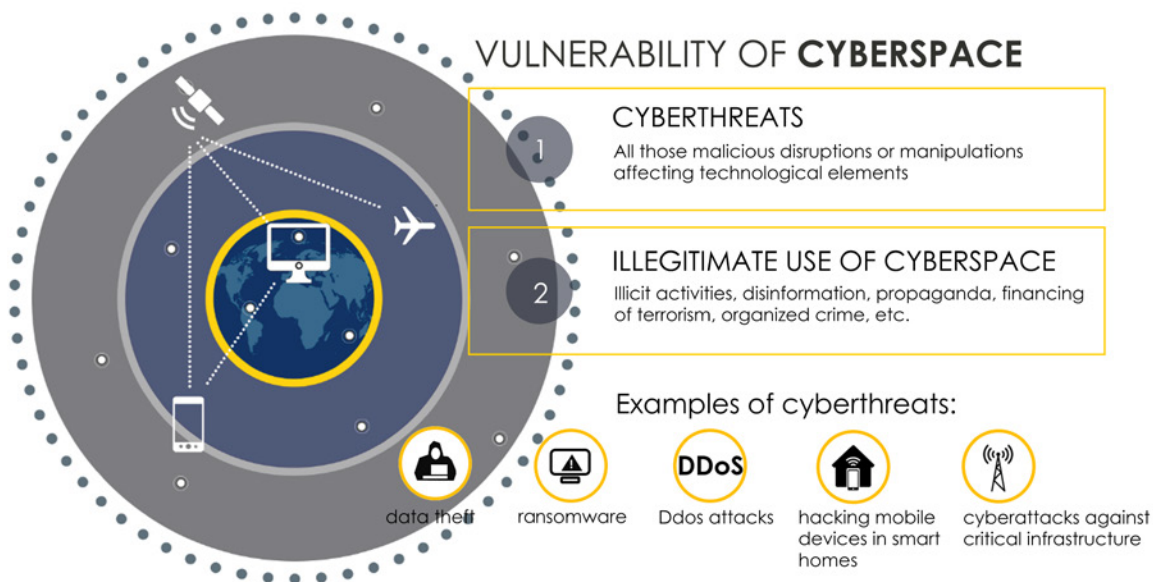 VULNERABILITY OF CYBERSPACE
1
CYBERTHREATS
All those malicious disruptions or manipulations
affecting technological elements
2
ILLEGITIMATE USE OF CYBERSPACE
Illicit activities, disinformation, propaganda, financing
of terrorism, organized crime, etc.
Examples of cyberthreats:
DDoS
data theft
ransomware
Ddos attacks
hacking mobile
devices in smart
homes
cyberattacks against
critical infrastructure